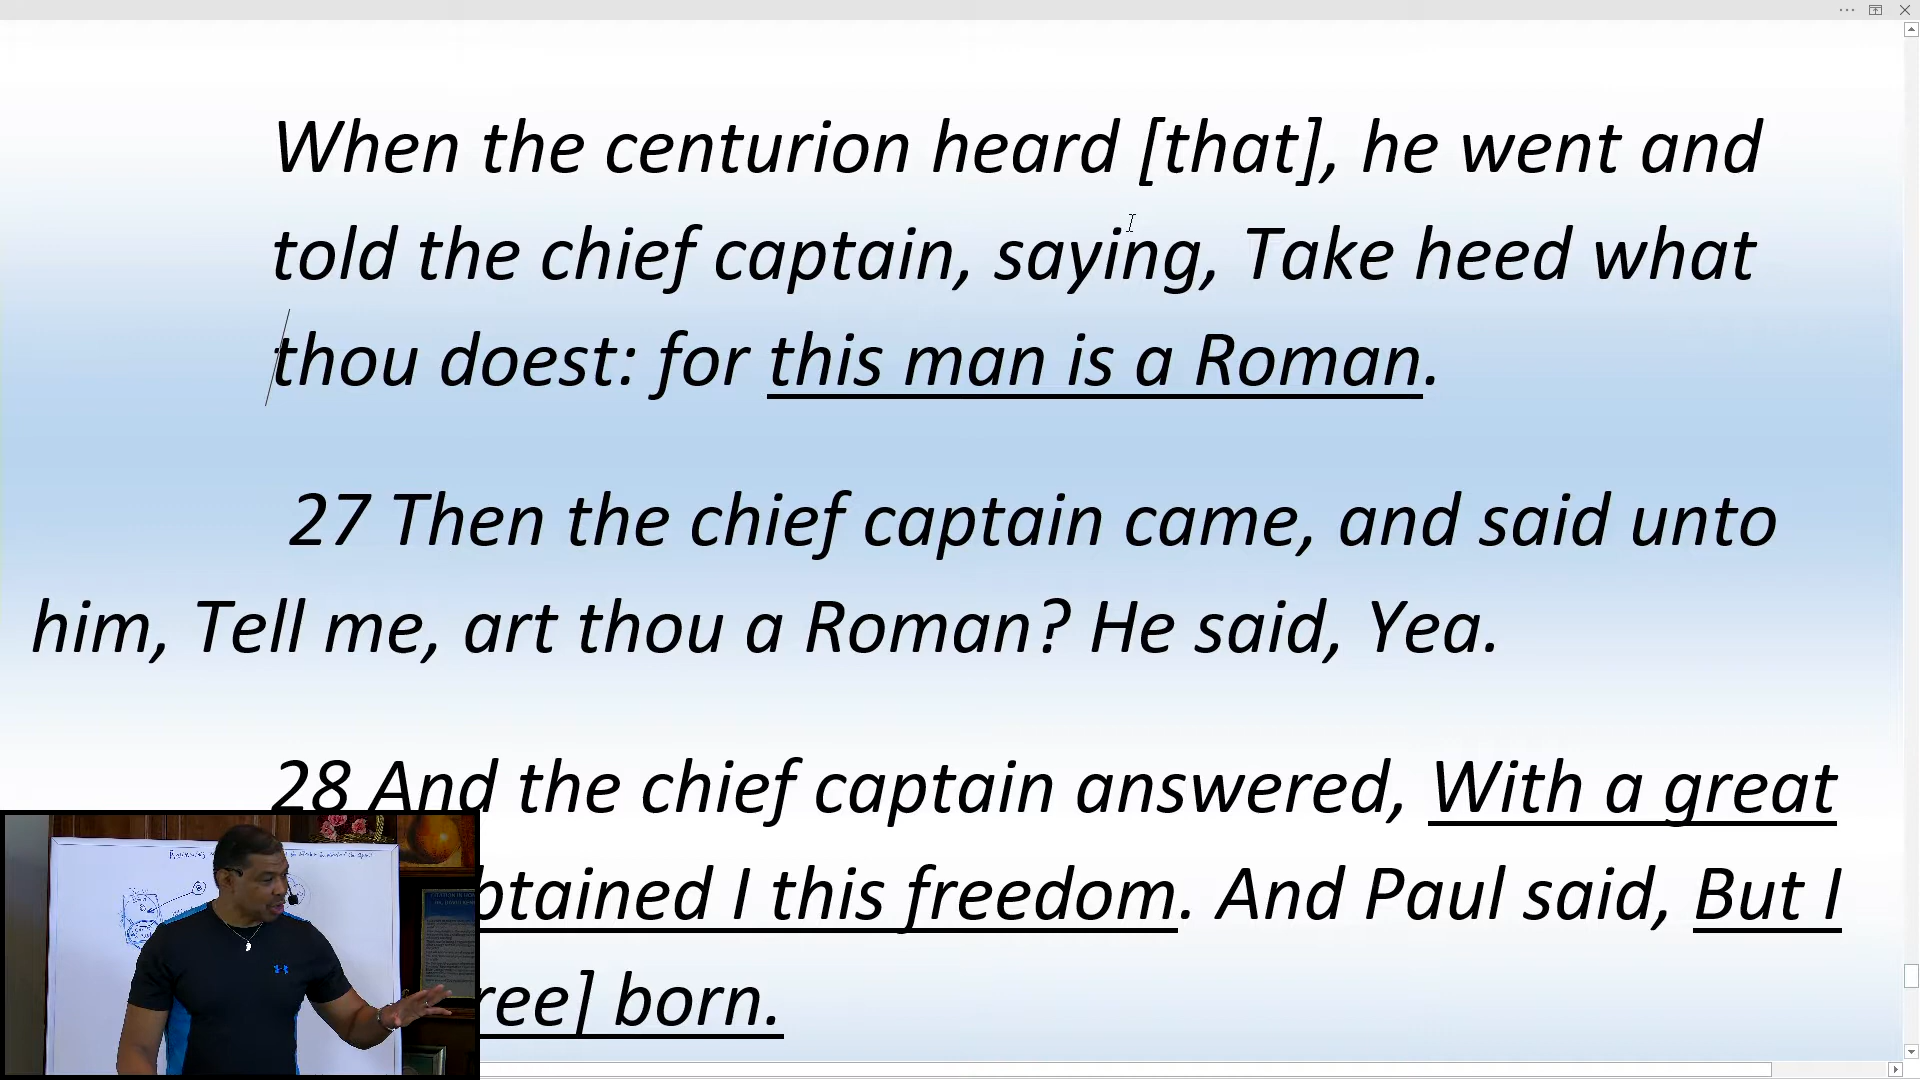 When the centurion heard [that], he went and
told the chief captain, saying, Take heed what
thou doest: for this man is a Roman.
27 Then the chief captain came, and said unto
him, Tell me, art thou a Roman? He said, Yea.
28 And the chief captain answered, With a great
btained I this freedom. And Paul said, But I
ree] born.